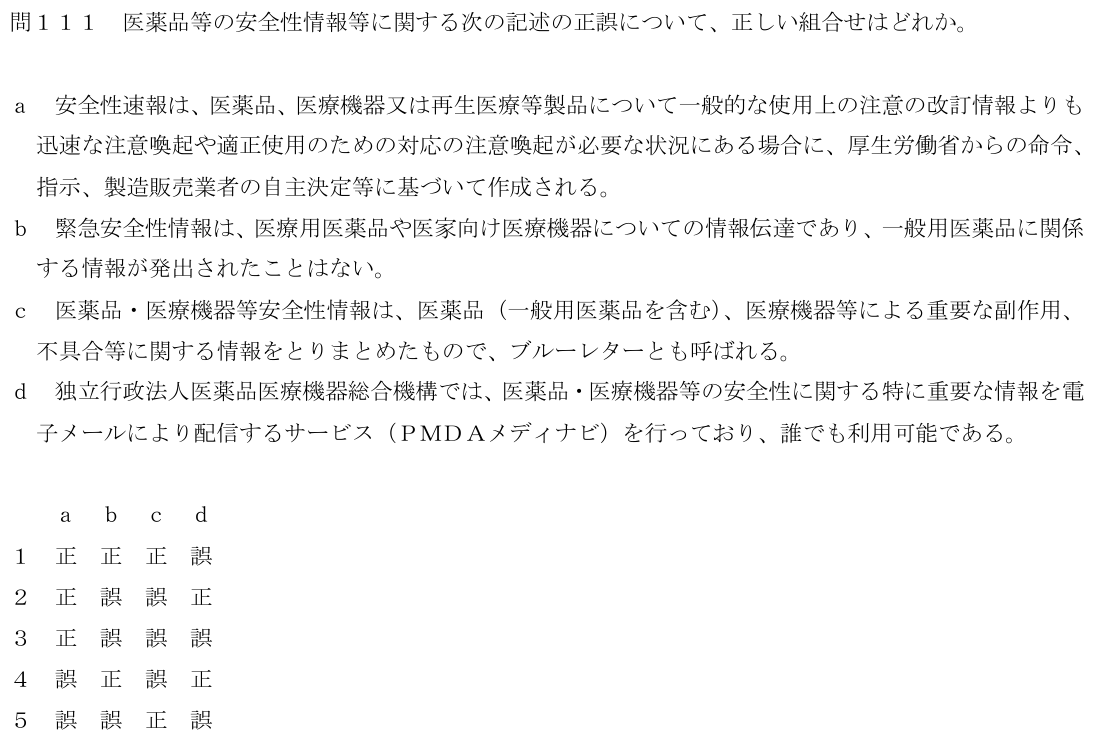 問１１１　医薬品等の安全性情報等に関する次の記述の正誤について、正しい組合せはどれか。
a　安全性速報は、医薬品、医療機器又は再生医療等製品について一般的な使用上の注意の改訂情報よりも
迅速な注意喚起や適正使用のための対応の注意喚起が必要な状況にある場合に、厚生労働省からの命令、
指示、製造販売業者の自主決定等に基づいて作成される。
b　緊急安全性情報は、医療用医薬品や医家向け医療機器についての情報伝達であり、一般用医薬品に関係
する情報が発出されたことはない。
c　医薬品・医療機器等安全性情報は、医薬品（一般用医薬品を含む）、医療機器等による重要な副作用、
不具合等に関する情報をとりまとめたもので、ブルーレターとも呼ばれる。
d　独立行政法人医薬品医療機器総合機構では、医薬品・医療機器等の安全性に関する特に重要な情報を電
子メールにより配信するサービス（ＰＭＤＡメディナビ）を行っており、誰でも利用可能である。
a　b　c　d
1　正　正　正　誤
2　正　誤　誤　正
3　正　誤　誤　誤
4　誤　正　誤　正
5　誤　誤　正　誤